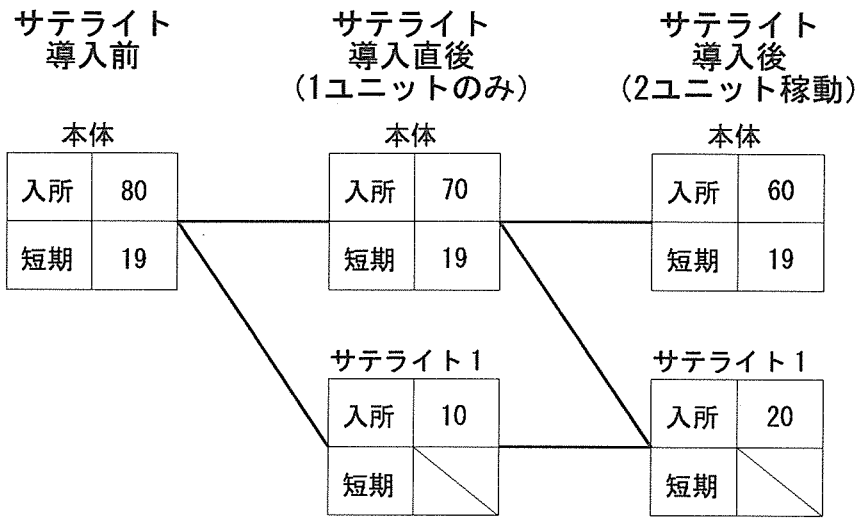 サテライト
導入前
サテライト
導入直後
(1ユニットのみ)
サテライト
導入後
(2ユニット稼動)
本体
入所 80
短期 19
本体
入所 70
短期 19
本体
入所 60
短期 19
サテライト1
入所 10
短期
サテライト1
入所 20
短期